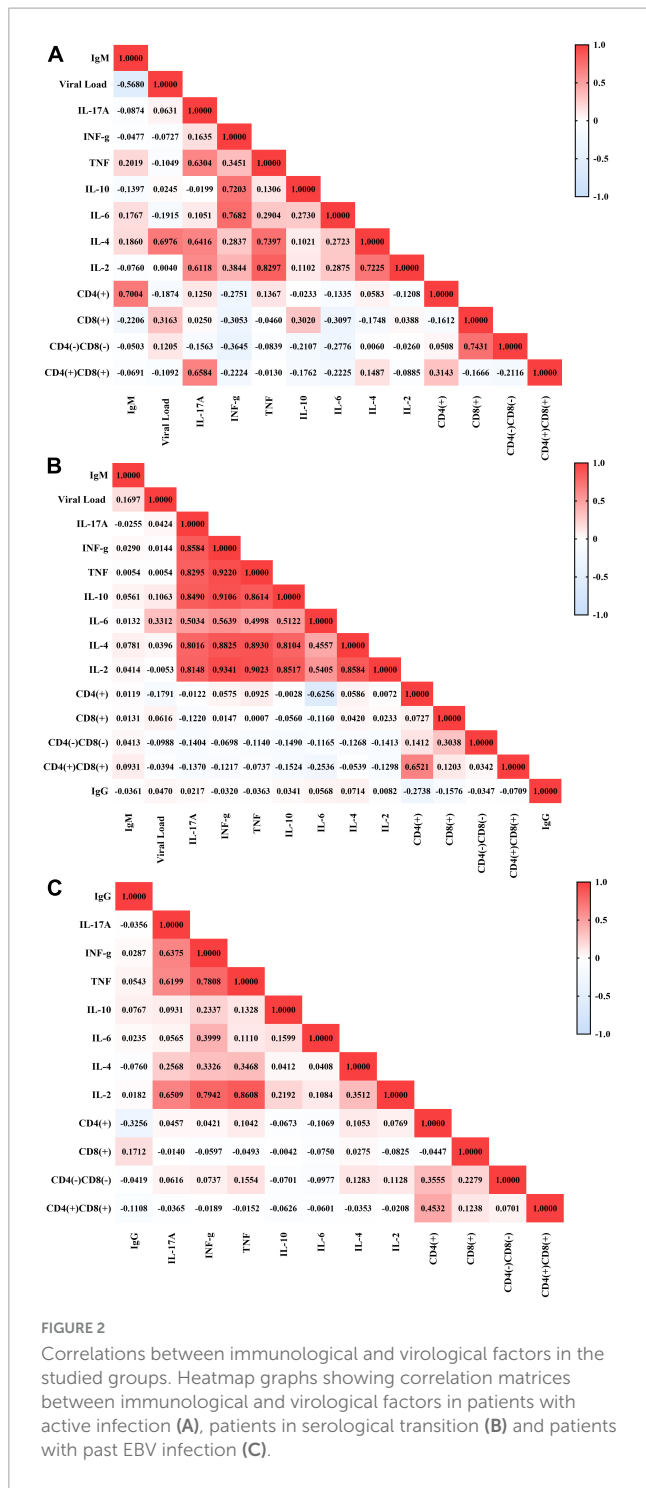 A
IgM 1.0000
1.0
Viral Load -0.5680 1.0000
0.5
IL-17A -0.0874 0.0631 1.0000
0
INF-g -0.0477 -0.0727 0.1635 1.0000
-0.5
TNF 0.2019 -0.1049 0.6304 0.3451 1.0000
-1.0
IL-10 -0.1397 0.0245 -0.0199 0.7203 0.1306 1.0000
IL-6 0.1767 -0.1915 0.1051 0.7682 0.2904 0.2730 1.0000
IL-4 0.1860 0.6976 0.6416 0.2837 0.7397 0.1021 0.2723 1.0000
IL-2 -0.0760 0.0040 0.6118 0.3844 0.8297 0.1102 0.2875 0.7225 1.0000
CD4(+) 0.7004 -0.1874 0.1250 -0.2751 0.1367 -0.0233 -0.1335 0.0583 -0.1208 1.0000
CD8(+) -0.2206 0.3163 0.0250 -0.3053 -0.0460 0.3020 -0.3097 -0.1748 0.0388 -0.1612 1.0000
CD4(-)CD8(-) -0.0503 0.1205 -0.1563 -0.3645 -0.0839 -0.2107 -0.2776 0.0060 -0.0260 0.0508 0.7431 1.0000
CD4(+)CD8(+) -0.0691 -0.1092 0.6584 -0.2224 -0.0130 -0.1762 -0.2225 0.1487 -0.0885 0.3143 -0.1666 -0.2116 1.0000
IgM Viral Load IL-17A INF-g TNF IL-10 IL-6 IL-4 IL-2 CD4(+) CD8(+) CD4(-)CD8(-) CD4(+)CD8(+)
B
IgM 1.0000
1.0
Viral Load 0.1697 1.0000
0.5
IL-17A -0.0255 0.0424 1.0000
0
INF-g 0.0290 0.0144 0.8584 1.0000
-0.5
TNF 0.0054 0.0054 0.8295 0.9220 1.0000
-1.0
IL-10 0.0561 0.1063 0.8490 0.9106 0.8614 1.0000
IL-6 0.0132 0.3312 0.5034 0.5639 0.4998 0.5122 1.0000
IL-4 0.0781 0.0396 0.8016 0.8825 0.8930 0.8104 0.4557 1.0000
IL-2 0.0414 -0.0053 0.8148 0.9341 0.9023 0.8517 0.5405 0.8584 1.0000
CD4(+) 0.0119 -0.1791 -0.0122 0.0575 0.0925 -0.0028 -0.6256 0.0586 0.0072 1.0000
CD8(+) 0.0131 0.0616 -0.1220 0.0147 0.0007 -0.0560 -0.1160 0.0420 0.0233 0.0727 1.0000
CD4(-)CD8(-) 0.0413 -0.0988 -0.1404 -0.0698 -0.1140 -0.1490 -0.1165 -0.1268 -0.1413 0.1412 0.3038 1.0000
CD4(+)CD8(+) 0.0931 -0.0394 -0.1370 -0.1217 -0.0737 -0.1524 -0.2536 -0.0539 -0.1298 0.6521 0.1203 0.0342 1.0000
IgG -0.0361 0.0470 0.0217 -0.0320 -0.0363 0.0341 0.0568 0.0714 0.0082 -0.2738 -0.1576 -0.0347 -0.0709 1.0000
IgM Viral Load IL-17A INF-g TNF IL-10 IL-6 IL-4 IL-2 CD4(+) CD8(+) CD4(-)CD8(-) CD4(+)CD8(+) IgG
C
IgG 1.0000
1.0
IL-17A -0.0356 1.0000
0.5
INF-g 0.0287 0.6375 1.0000
0
TNF 0.0543 0.6199 0.7808 1.0000
-0.5
IL-10 0.0767 0.0931 0.2337 0.1328 1.0000
-1.0
IL-6 0.0235 0.0565 0.3999 0.1110 0.1599 1.0000
IL-4 -0.0760 0.2568 0.3326 0.3468 0.0412 0.0408 1.0000
IL-2 0.0182 0.6509 0.7942 0.8608 0.2192 0.1084 0.3512 1.0000
CD4(+) -0.3256 0.0457 0.0421 0.1042 -0.0673 -0.1069 0.1053 0.0769 1.0000
CD8(+) 0.1712 -0.0140 -0.0597 -0.0493 -0.0042 -0.0750 0.0275 -0.0825 -0.0447 1.0000
CD4(-)CD8(-) -0.0419 0.0616 0.0737 0.1554 -0.0701 -0.0977 0.1283 0.1128 0.3555 0.2279 1.0000
CD4(+)CD8(+) -0.1108 -0.0365 -0.0189 -0.0152 -0.0626 -0.0601 -0.0353 -0.0208 0.4532 0.1238 0.0701 1.0000
IgG IL-17A INF-g TNF IL-10 IL-6 IL-4 IL-2 CD4(+) CD8(+) CD4(-)CD8(-) CD4(+)CD8(+)
FIGURE 2
Correlations between immunological and virological factors in the
studied groups. Heatmap graphs showing correlation matrices
between immunological and virological factors in patients with
active infection (A), patients in serological transition (B) and patients
with past EBV infection (C).